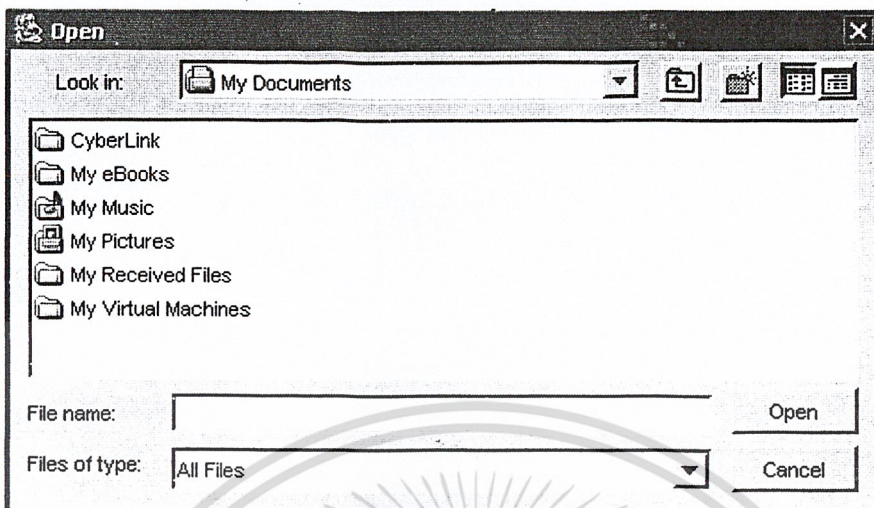 Open
Look in: My Documents
CyberLink
My eBooks
My Music
My Pictures
My Received Files
My Virtual Machines
File name: Open
Files of type: All Files Cancel